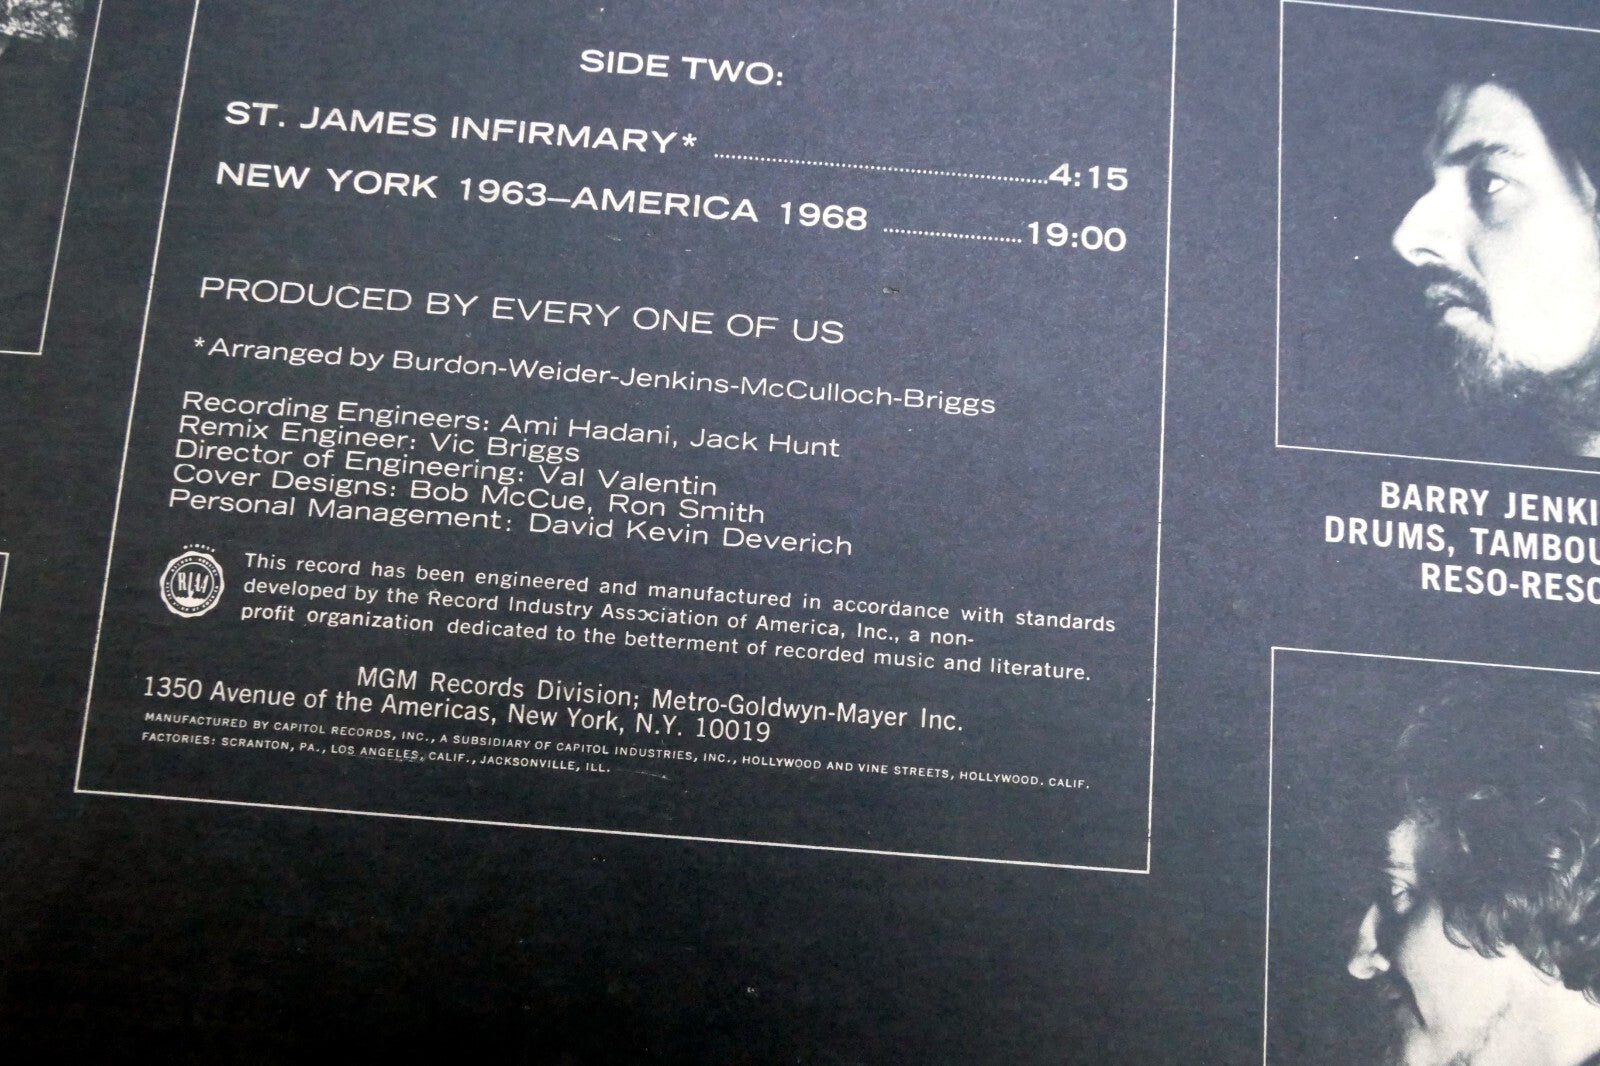 SIDE TWO:
ST. JAMES INFIRMARY* ........................................4:15
NEW YORK 1963—AMERICA 1968 .................19:00
PRODUCED BY EVERY ONE OF US
*Arranged by Burdon-Weider-Jenkins-McCulloch-Briggs
Recording Engineers: Ami Hadani, Jack Hunt
Remix Engineer: Vic Briggs
Director of Engineering: Val Valentin
Cover Designs: Bob McCue, Ron Smith
Personal Management: David Kevin Deverich
MEMBER
RIAA
This record has been engineered and manufactured in accordance with standards
developed by the Record Industry Association of America, Inc., a non-
profit organization dedicated to the betterment of recorded music and literature.
MGM Records Division; Metro-Goldwyn-Mayer Inc.
1350 Avenue of the Americas, New York, N.Y. 10019
MANUFACTURED BY CAPITOL RECORDS, INC., A SUBSIDIARY OF CAPITOL INDUSTRIES, INC., HOLLYWOOD AND VINE STREETS, HOLLYWOOD. CALIF.
FACTORIES: SCRANTON, PA., LOS ANGELES, CALIF., JACKSONVILLE, ILL.
BARRY JENKI
DRUMS, TAMBOU
RESO-RESO